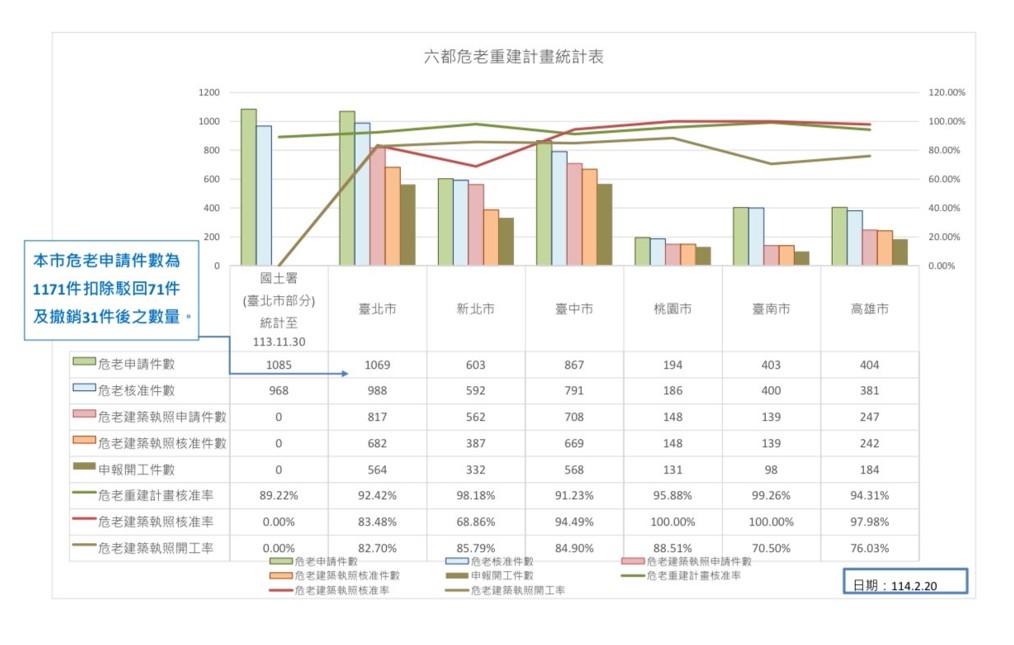 六都危老重建計畫統計表
1200
1000
800
600
400
200
0
120.00%
100.00%
80.00%
60.00%
40.00%
20.00%
0.00%
本市危老申請件數為
1171件扣除駁回71件
及撤銷31件後之數量。
國土署
(臺北市部分)
統計至
113.11.30
臺北市 新北市 臺中市 桃園市 臺南市 高雄市
危老申請件數 1085 1069 603 867 194 403 404
危老核准件數 968 988 592 791 186 400 381
危老建築執照申請件數 0 817 562 708 148 139 247
危老建築執照核准件數 0 682 387 669 148 139 242
申報開工件數 0 564 332 568 131 98 184
危老重建計畫核准率 89.22% 92.42% 98.18% 91.23% 95.88% 99.26% 94.31%
危老建築執照核准率 0.00% 83.48% 68.86% 94.49% 100.00% 100.00% 97.98%
危老建築執照開工率 0.00% 82.70% 85.79% 84.90% 88.51% 70.50% 76.03%
危老申請件數 危老核准件數 危老建築執照申請件數
危老建築執照核准件數 申報開工件數 危老重建計畫核准率
危老建築執照核准率 危老建築執照開工率
日期：114.2.20